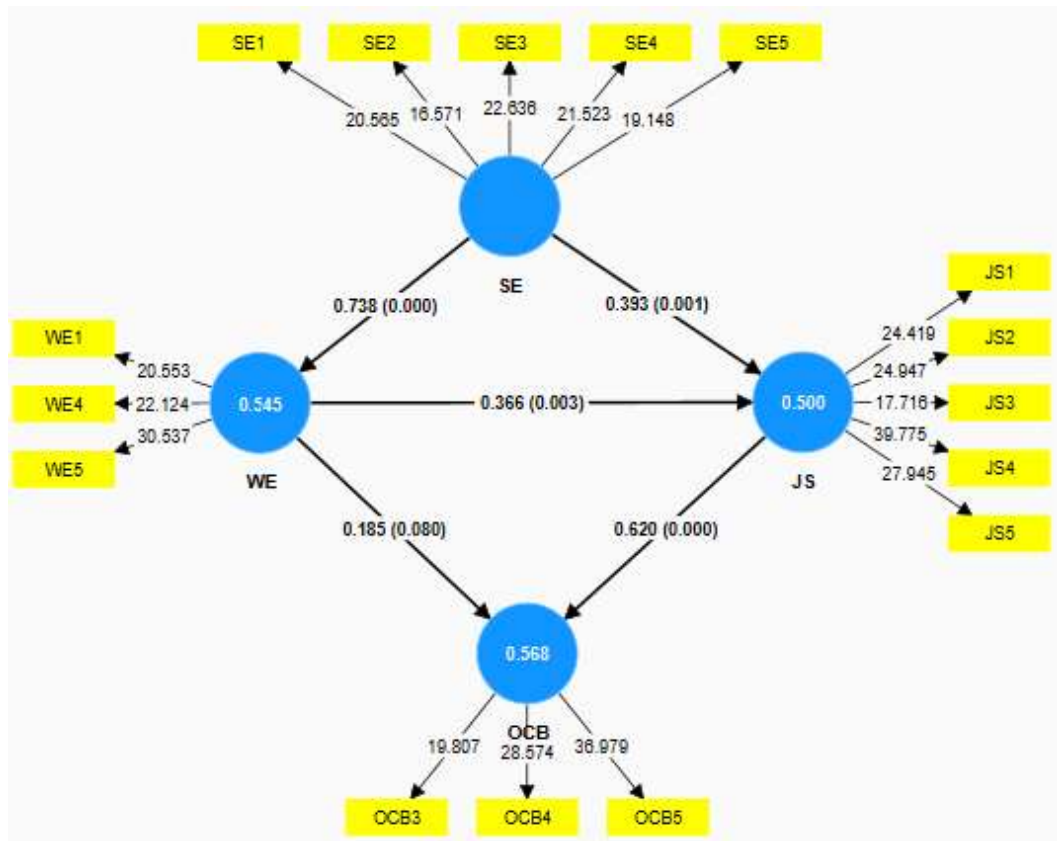 SE1
SE2
SE3
SE4
SE5
20.565
16.571
22.636
21.523
19.148
SE
0.738 (0.000)
0.393 (0.001)
JS1
JS2
JS3
JS4
JS5
24.419
24.947
17.716
39.775
27.945
WE1
WE4
WE5
20.553
22.124
30.537
0.545
WE
0.366 (0.003)
0.500
JS
0.185 (0.080)
0.620 (0.000)
0.568
OCB
19.807
28.574
36.979
OCB3
OCB4
OCB5